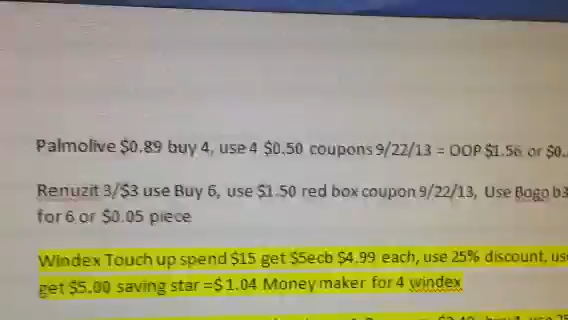 Palmolive $0.89 buy 4, use 4 $0.50 coupons 9/22/13 = OOP $1.56 or $0.
Renuzit 3/$3 use Buy 6, use $1.50 red box coupon 9/22/13, Use Bogo b3
for 6 or $0.05 piece
Windex Touch up spend $15 get $5ecb $4.99 each, use 25% discount, us
get $5.00 saving star =$1.04 Money maker for 4 windex